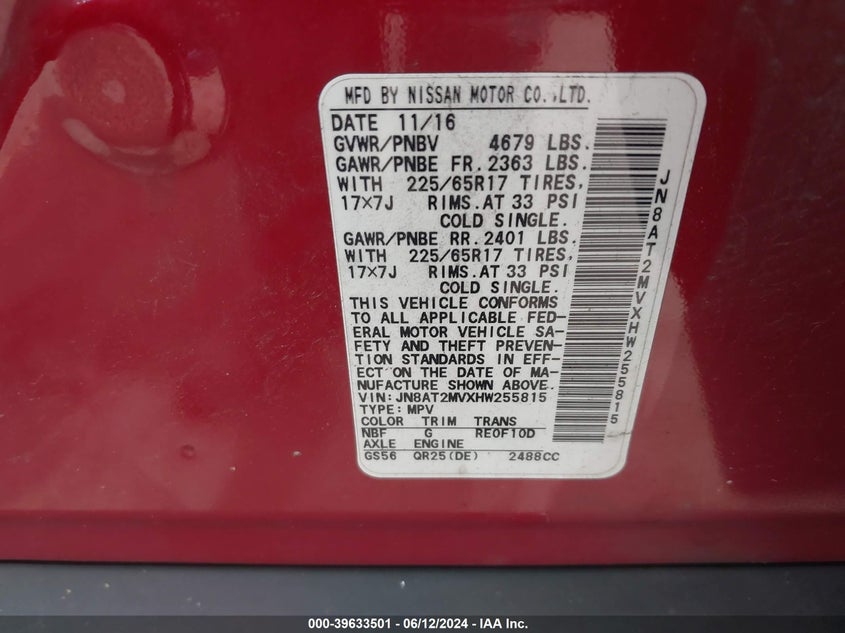 MFD BY NISSAN MOTOR CO.,LTD.
DATE 11/16
GVWR/PNBV 4679 LBS.
GAWR/PNBE FR. 2363 LBS.
WITH 225/65R17 TIRES,
17×7J RIMS.AT 33 PSI
COLD SINGLE.
GAWR/PNBE RR. 2401 LBS.
WITH 225/65R17 TIRES,
17×7J RIMS.AT 33 PSI
COLD SINGLE.
THIS VEHICLE CONFORMS
TO ALL APPLICABLE FED-
ERAL MOTOR VEHICLE SA-
FETY AND THEFT PREVEN-
TION STANDARDS IN EFF-
ECT ON THE DATE OF MA-
NUFACTURE SHOWN ABOVE.
VIN: JN8AT2MVXHW255815
TYPE: MPV
COLOR TRIM TRANS
NBF G RE0F10D
AXLE ENGINE
GS56 QR25(DE) 2488CC
JN8AT2MVXHW255815
000-39633501 - 06/12/2024 - IAA Inc.